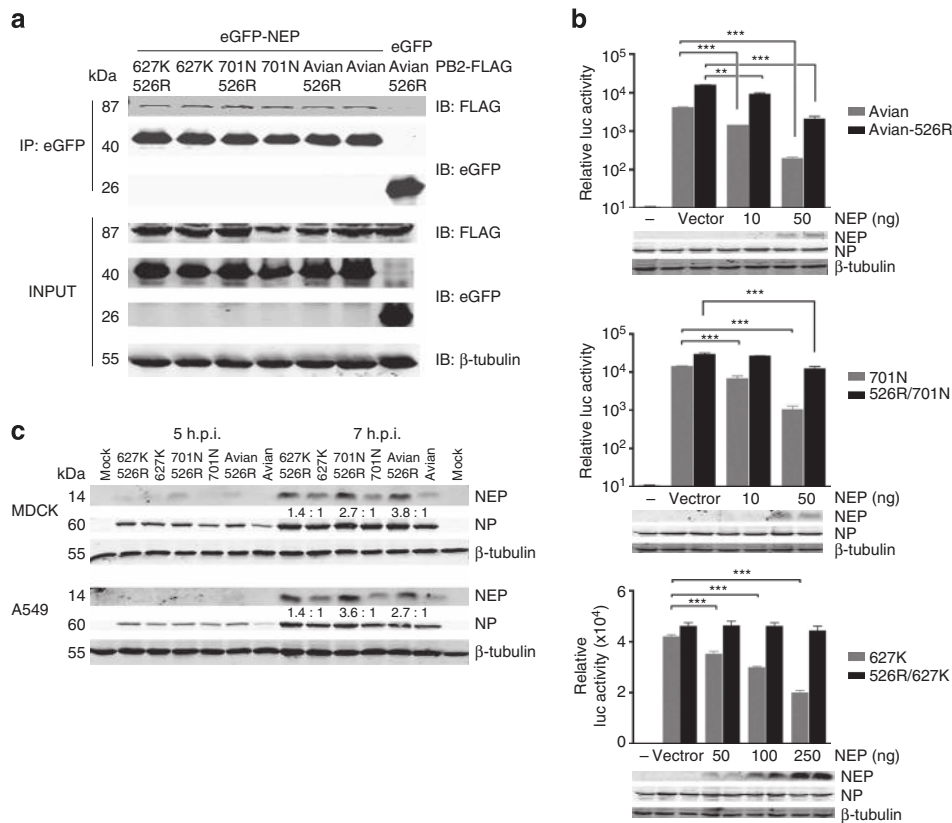 a
eGFP-NEP
eGFP
627K 526R
627K
701N 526R
701N
Avian 526R
Avian
Avian 526R
PB2-FLAG
kDa
IP: eGFP
87
IB: FLAG
40
IB: eGFP
26
INPUT
87
IB: FLAG
40
IB: eGFP
26
55
IB: β-tubulin
b
***
***
***
**
Relative luc activity
10⁵
10⁴
10³
10²
10¹
Avian
Avian-526R
– Vector 10 50 NEP (ng)
NEP
NP
β-tubulin
***
***
***
Relative luc activity
10⁵
10⁴
10³
10²
10¹
701N
526R/701N
– Vectror 10 50 NEP (ng)
NEP
NP
β-tubulin
***
***
***
Relative
luc activity (x10⁴)
6
4
2
0
627K
526R/627K
– Vectror 50 100 250 NEP (ng)
NEP
NP
β-tubulin
c
5 h.p.i.
7 h.p.i.
kDa
Mock
627K 526R
627K
701N 526R
701N
Avian 526R
Avian
627K 526R
627K
701N 526R
701N
Avian 526R
Avian
Mock
MDCK
14
NEP
1.4 : 1 2.7 : 1 3.8 : 1
60
NP
55
β-tubulin
A549
14
NEP
1.4 : 1 3.6 : 1 2.7 : 1
60
NP
55
β-tubulin